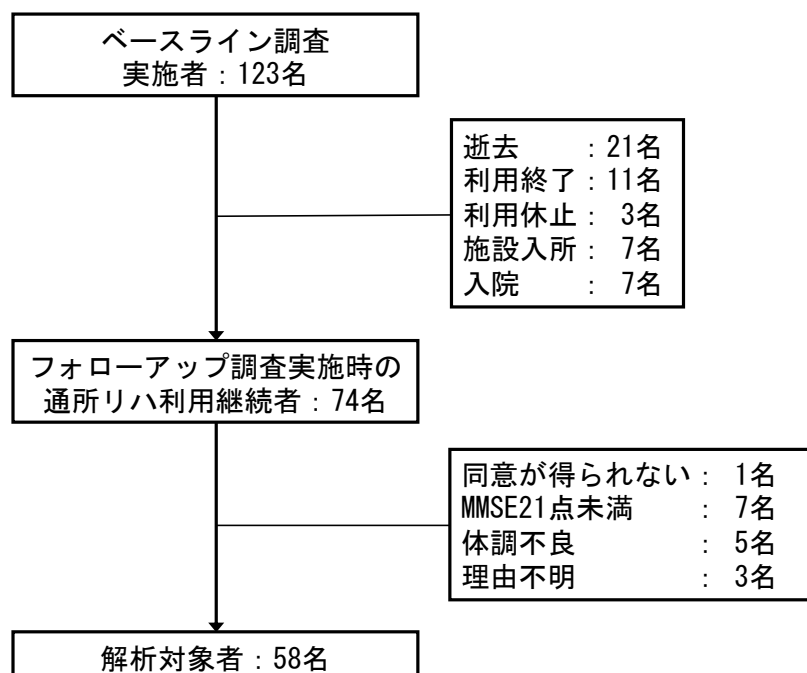 ベースライン調査
実施者：123名
逝去　　：21名
利用終了：11名
利用休止： 3名
施設入所： 7名
入院　　： 7名
フォローアップ調査実施時の
通所リハ利用継続者：74名
同意が得られない： 1名
MMSE21点未満　　： 7名
体調不良　　　　： 5名
理由不明　　　　： 3名
解析対象者：58名